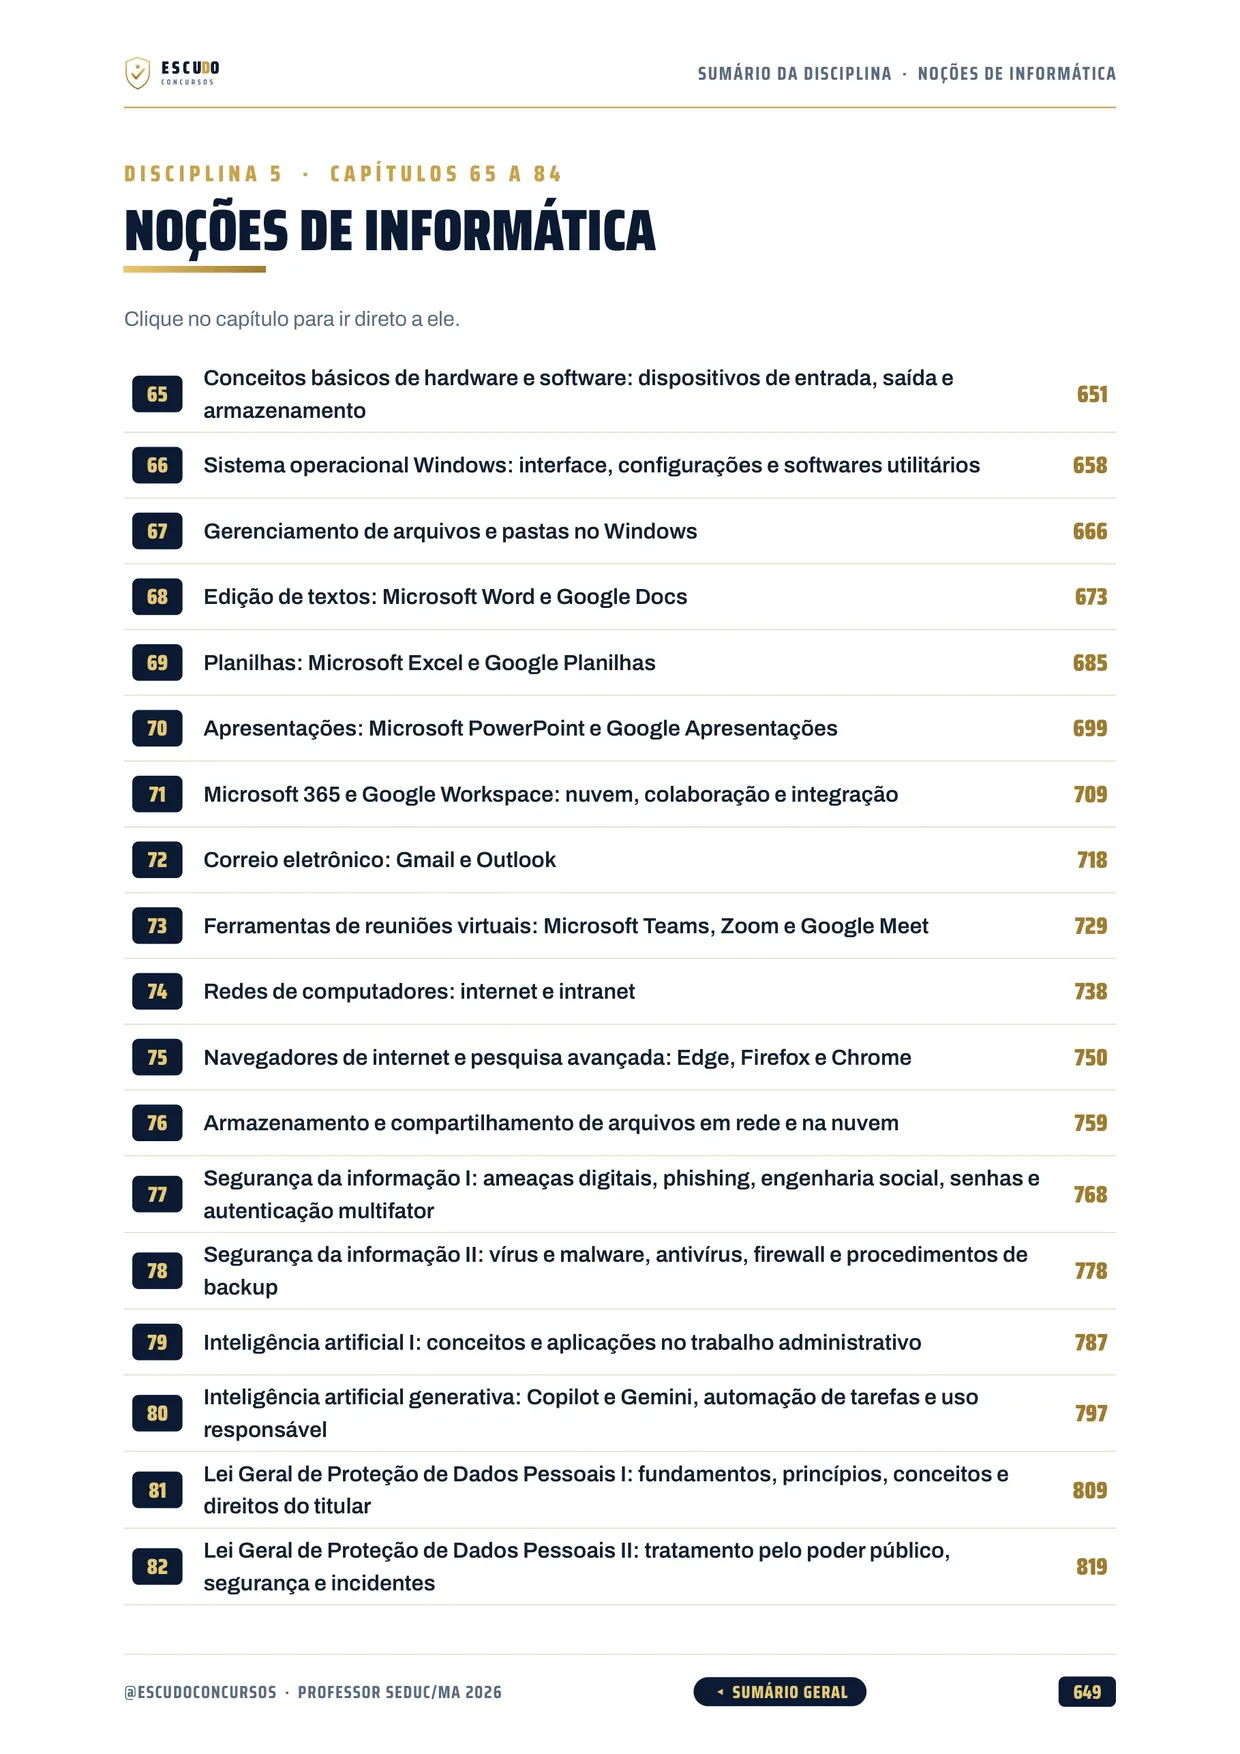 ESCUDO
CONCURSOS
SUMÁRIO DA DISCIPLINA · NOÇÕES DE INFORMÁTICA
DISCIPLINA 5 · CAPÍTULOS 65 A 84
NOÇÕES DE INFORMÁTICA
Clique no capítulo para ir direto a ele.
65 Conceitos básicos de hardware e software: dispositivos de entrada, saída e
armazenamento 651
66 Sistema operacional Windows: interface, configurações e softwares utilitários 658
67 Gerenciamento de arquivos e pastas no Windows 666
68 Edição de textos: Microsoft Word e Google Docs 673
69 Planilhas: Microsoft Excel e Google Planilhas 685
70 Apresentações: Microsoft PowerPoint e Google Apresentações 699
71 Microsoft 365 e Google Workspace: nuvem, colaboração e integração 709
72 Correio eletrônico: Gmail e Outlook 718
73 Ferramentas de reuniões virtuais: Microsoft Teams, Zoom e Google Meet 729
74 Redes de computadores: internet e intranet 738
75 Navegadores de internet e pesquisa avançada: Edge, Firefox e Chrome 750
76 Armazenamento e compartilhamento de arquivos em rede e na nuvem 759
77 Segurança da informação I: ameaças digitais, phishing, engenharia social, senhas e
autenticação multifator 768
78 Segurança da informação II: vírus e malware, antivírus, firewall e procedimentos de
backup 778
79 Inteligência artificial I: conceitos e aplicações no trabalho administrativo 787
80 Inteligência artificial generativa: Copilot e Gemini, automação de tarefas e uso
responsável 797
81 Lei Geral de Proteção de Dados Pessoais I: fundamentos, princípios, conceitos e
direitos do titular 809
82 Lei Geral de Proteção de Dados Pessoais II: tratamento pelo poder público,
segurança e incidentes 819
@ESCUDOCONCURSOS · PROFESSOR SEDUC/MA 2026
◂ SUMÁRIO GERAL
649